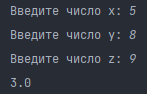 Введите число x: 5
Введите число y: 8
Введите число z: 9
3.0